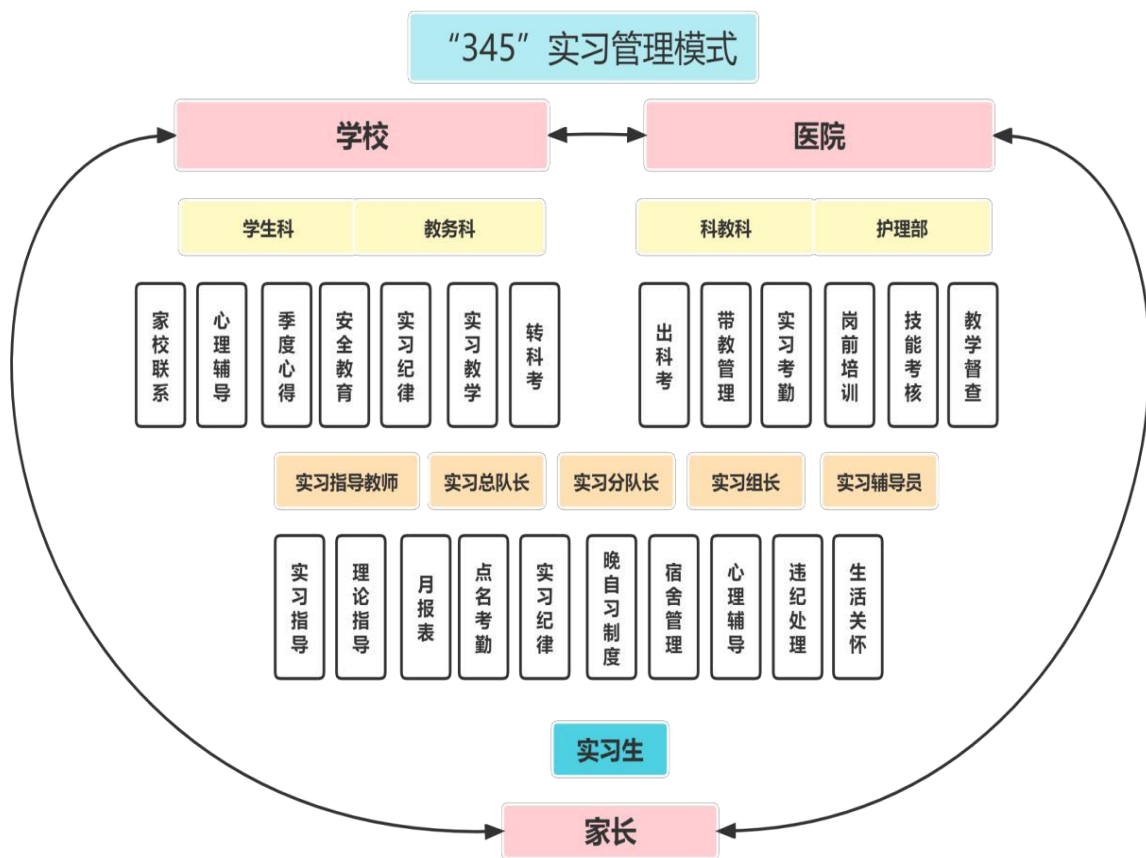 “345”实习管理模式
学校
医院
学生科
教务科
科教科
护理部
家校联系
心理辅导
季度心得
安全教育
实习纪律
实习教学
转科考
出科考
带教管理
实习考勤
岗前培训
技能考核
教学督查
实习指导教师
实习总队长
实习分队长
实习组长
实习辅导员
实习指导
理论指导
月报表
点名考勤
实习纪律
晚自习制度
宿舍管理
心理辅导
违纪处理
生活关怀
实习生
家长